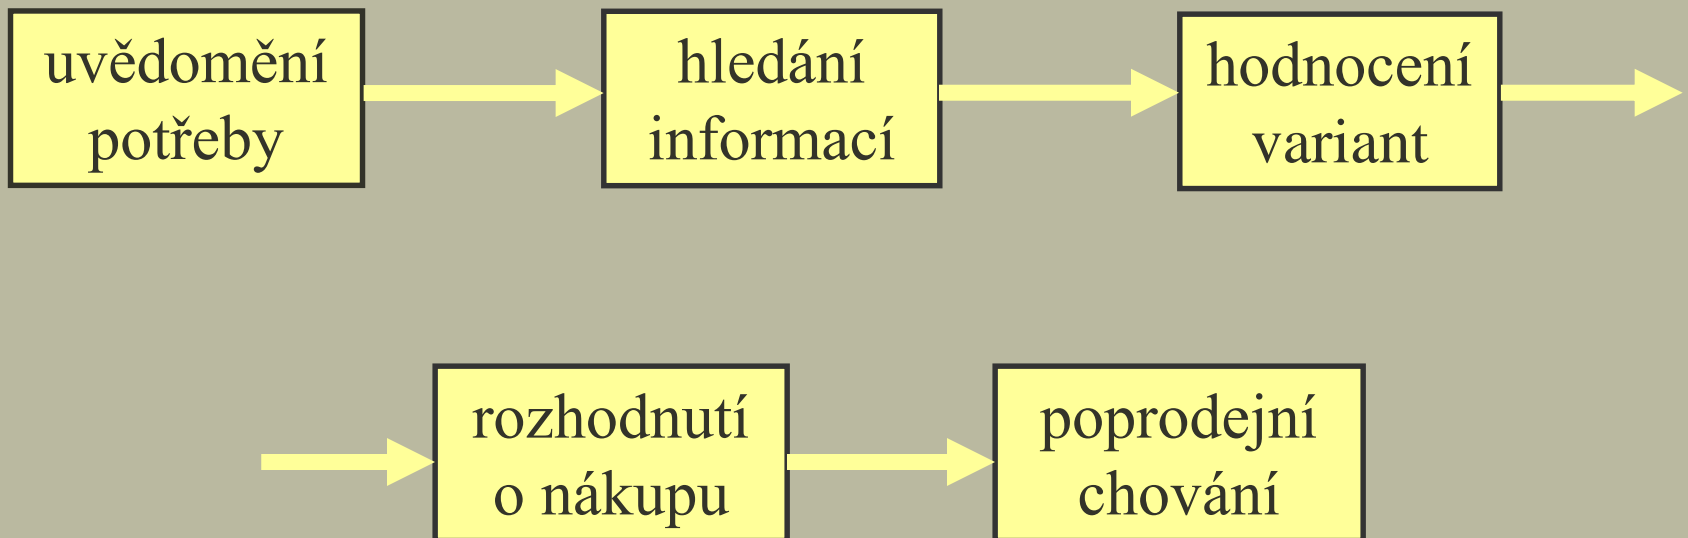 uvědomění
potřeby
hledání
informací
hodnocení
variant
rozhodnutí
o nákupu
poprodejní
chování